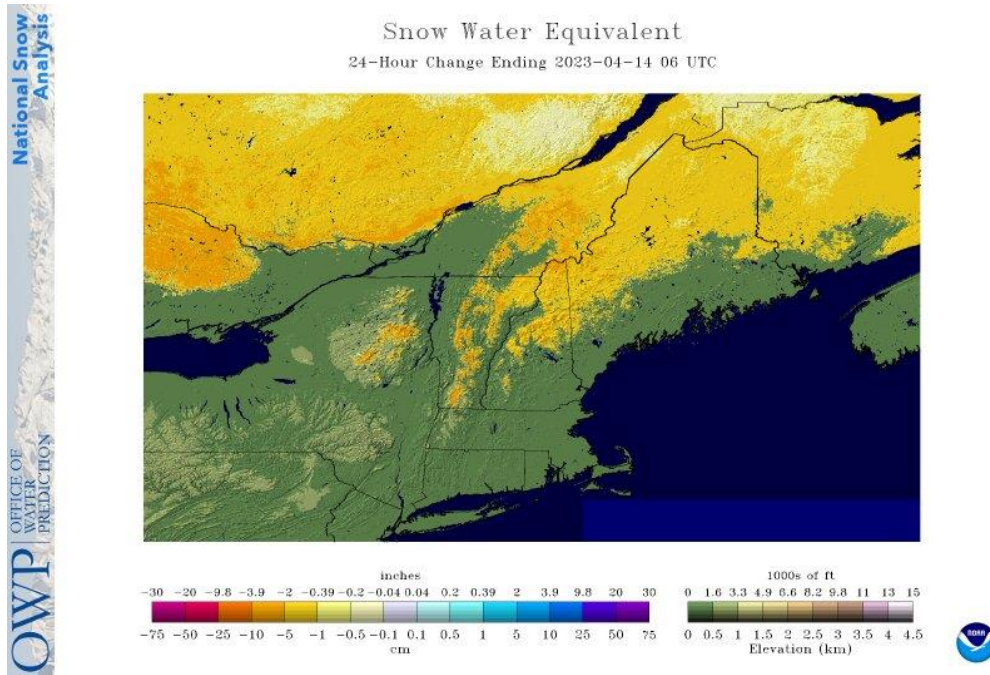 National Snow
Analysis
OWP
OFFICE OF
WATER
PREDICTION
Snow Water Equivalent
24-Hour Change Ending 2023-04-14 06 UTC
inches
-30 -20 -9.8 -3.9 -2 -0.39 -0.2 -0.04 0.04 0.2 0.39 2 3.9 9.8 20 30
-75 -50 -25 -10 -5 -1 -0.5 -0.1 0.1 0.5 1 5 10 25 50 75
cm
1000s of ft
0 1.6 3.3 4.9 6.6 8.2 9.8 11 13 15
0 0.5 1 1.5 2 2.5 3 3.5 4 4.5
Elevation (km)
NOAA